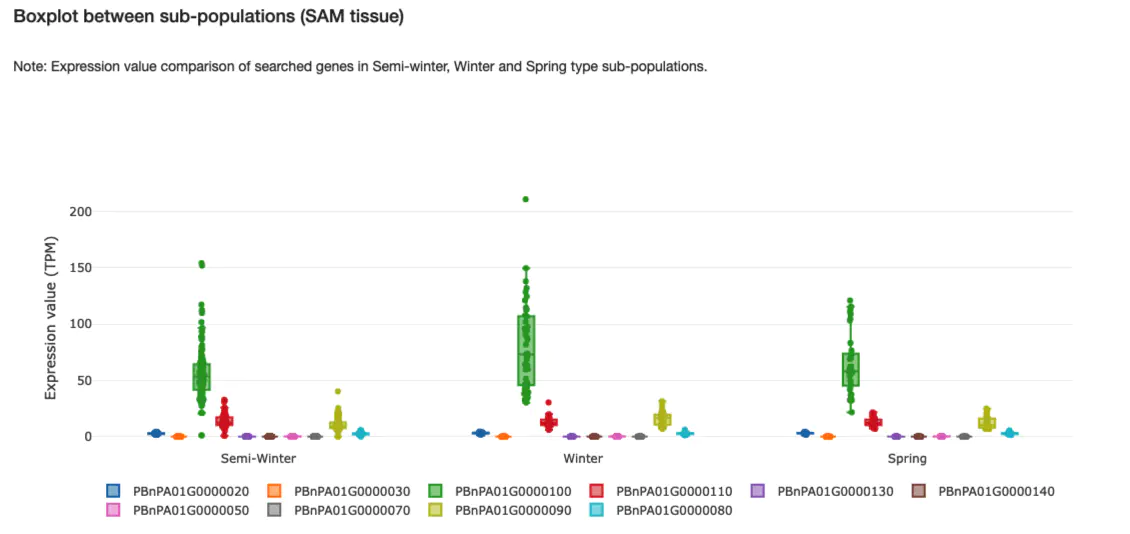 Boxplot between sub-populations (SAM tissue)
Note: Expression value comparison of searched genes in Semi-winter, Winter and Spring type sub-populations.
Expression value (TPM)
200
150
100
50
0
Semi-Winter Winter Spring
PBnPA01G0000020 PBnPA01G0000030 PBnPA01G0000100 PBnPA01G0000110 PBnPA01G0000130 PBnPA01G0000140
PBnPA01G0000050 PBnPA01G0000070 PBnPA01G0000090 PBnPA01G0000080